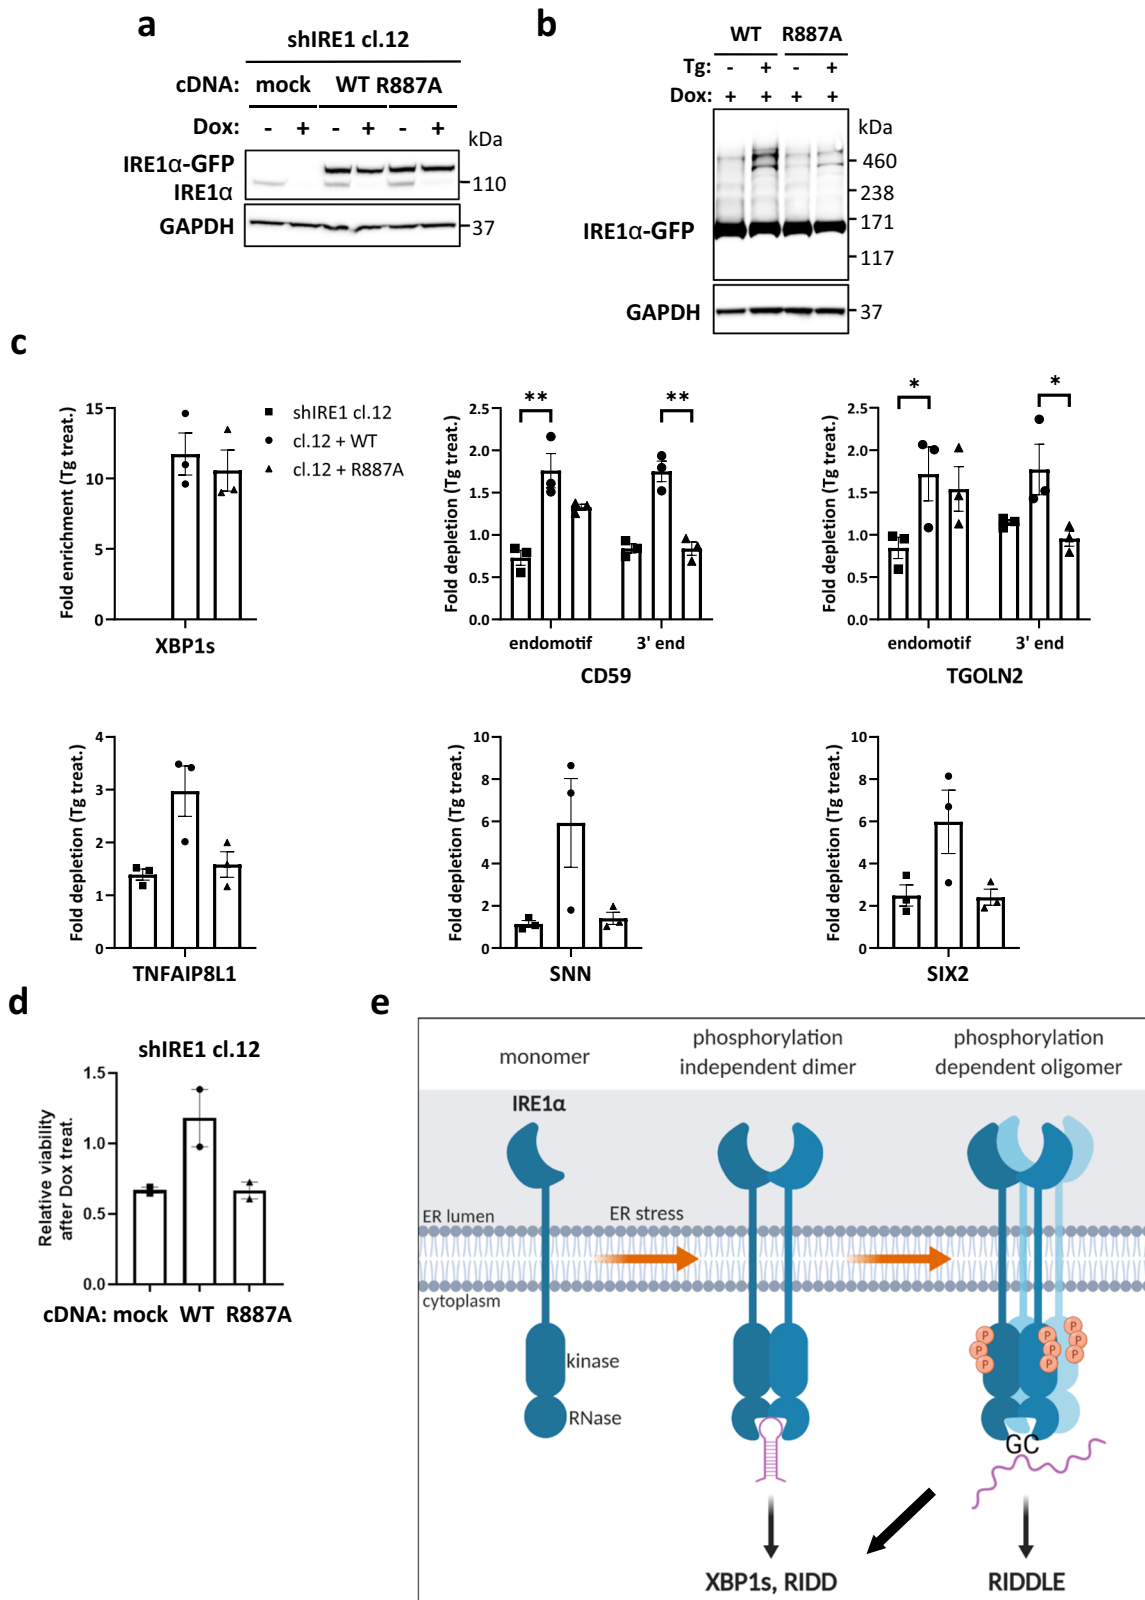 a
shIRE1 cl.12
cDNA: mock WT R887A
Dox: - + - + - +
kDa
IRE1α-GFP
IRE1α
110
GAPDH
37
b
WT R887A
Tg: - + - +
Dox: + + + +
kDa
460
238
171
IRE1α-GFP
117
GAPDH
37
c
Fold enrichment (Tg treat.)
15
10
5
0
XBP1s
shIRE1 cl.12
cl.12 + WT
cl.12 + R887A
Fold depletion (Tg treat.)
2.5
2.0
1.5
1.0
0.5
0.0
** **
endomotif 3' end
CD59
Fold depletion (Tg treat.)
2.5
2.0
1.5
1.0
0.5
0.0
* *
endomotif 3' end
TGOLN2
Fold depletion (Tg treat.)
4
3
2
1
0
TNFAIP8L1
Fold depletion (Tg treat.)
10
8
6
4
2
0
SNN
Fold depletion (Tg treat.)
10
8
6
4
2
0
SIX2
d
shIRE1 cl.12
Relative viability
after Dox treat.
1.5
1.0
0.5
0.0
cDNA: mock WT R887A
e
monomer
phosphorylation
independent dimer
phosphorylation
dependent oligomer
IRE1α
ER lumen
ER stress
cytoplasm
kinase
RNase
P P P P P P P P P
GC
XBP1s, RIDD
RIDDLE